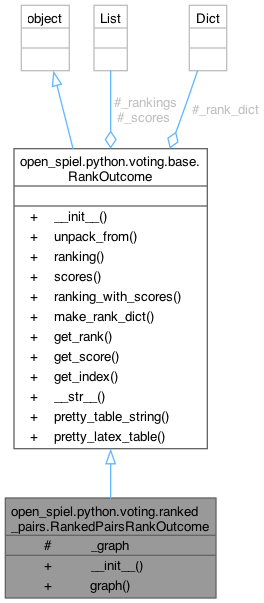 object
List
Dict
#_rankings
#_scores
#_rank_dict
open_spiel.python.voting.base.
RankOutcome
+ __init__()
+ unpack_from()
+ ranking()
+ scores()
+ ranking_with_scores()
+ make_rank_dict()
+ get_rank()
+ get_score()
+ get_index()
+ __str__()
+ pretty_table_string()
+ pretty_latex_table()
open_spiel.python.voting.ranked
_pairs.RankedPairsRankOutcome
# _graph
+ __init__()
+ graph()